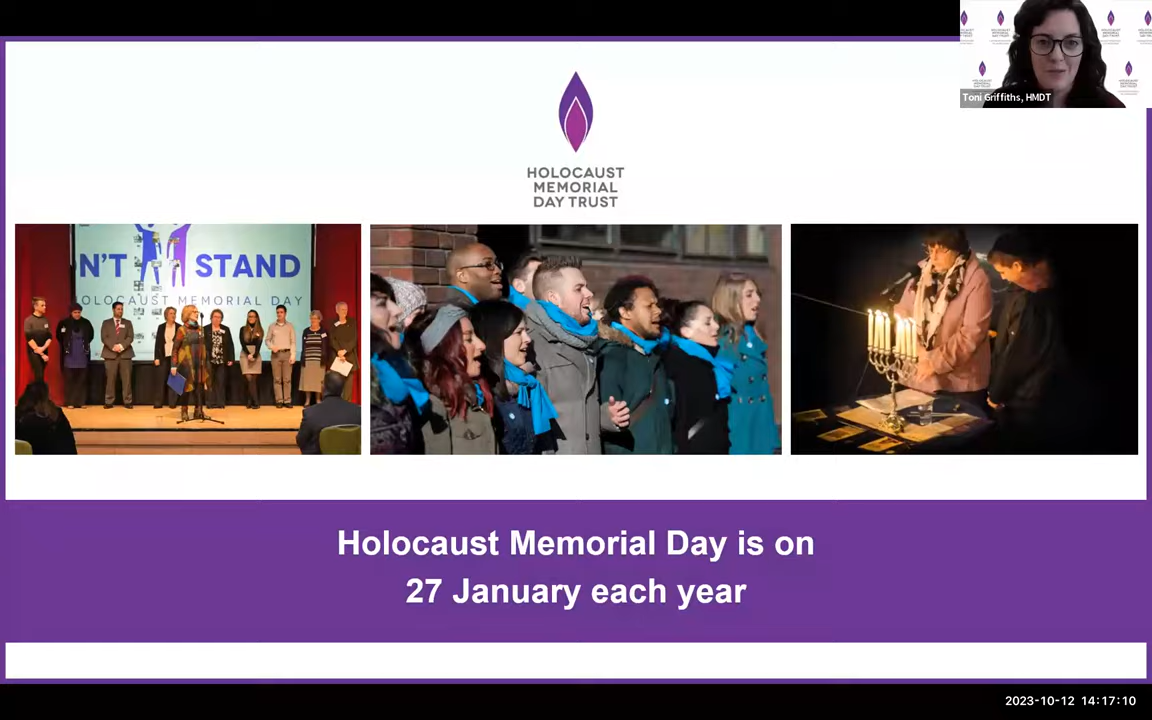 Toni Griffiths, HMDT
HOLOCAUST
MEMORIAL
DAY TRUST
N'T STAND
OLOCAUST MEMORIAL DAY
Holocaust Memorial Day is on
27 January each year
2023-10-12 14:17:10